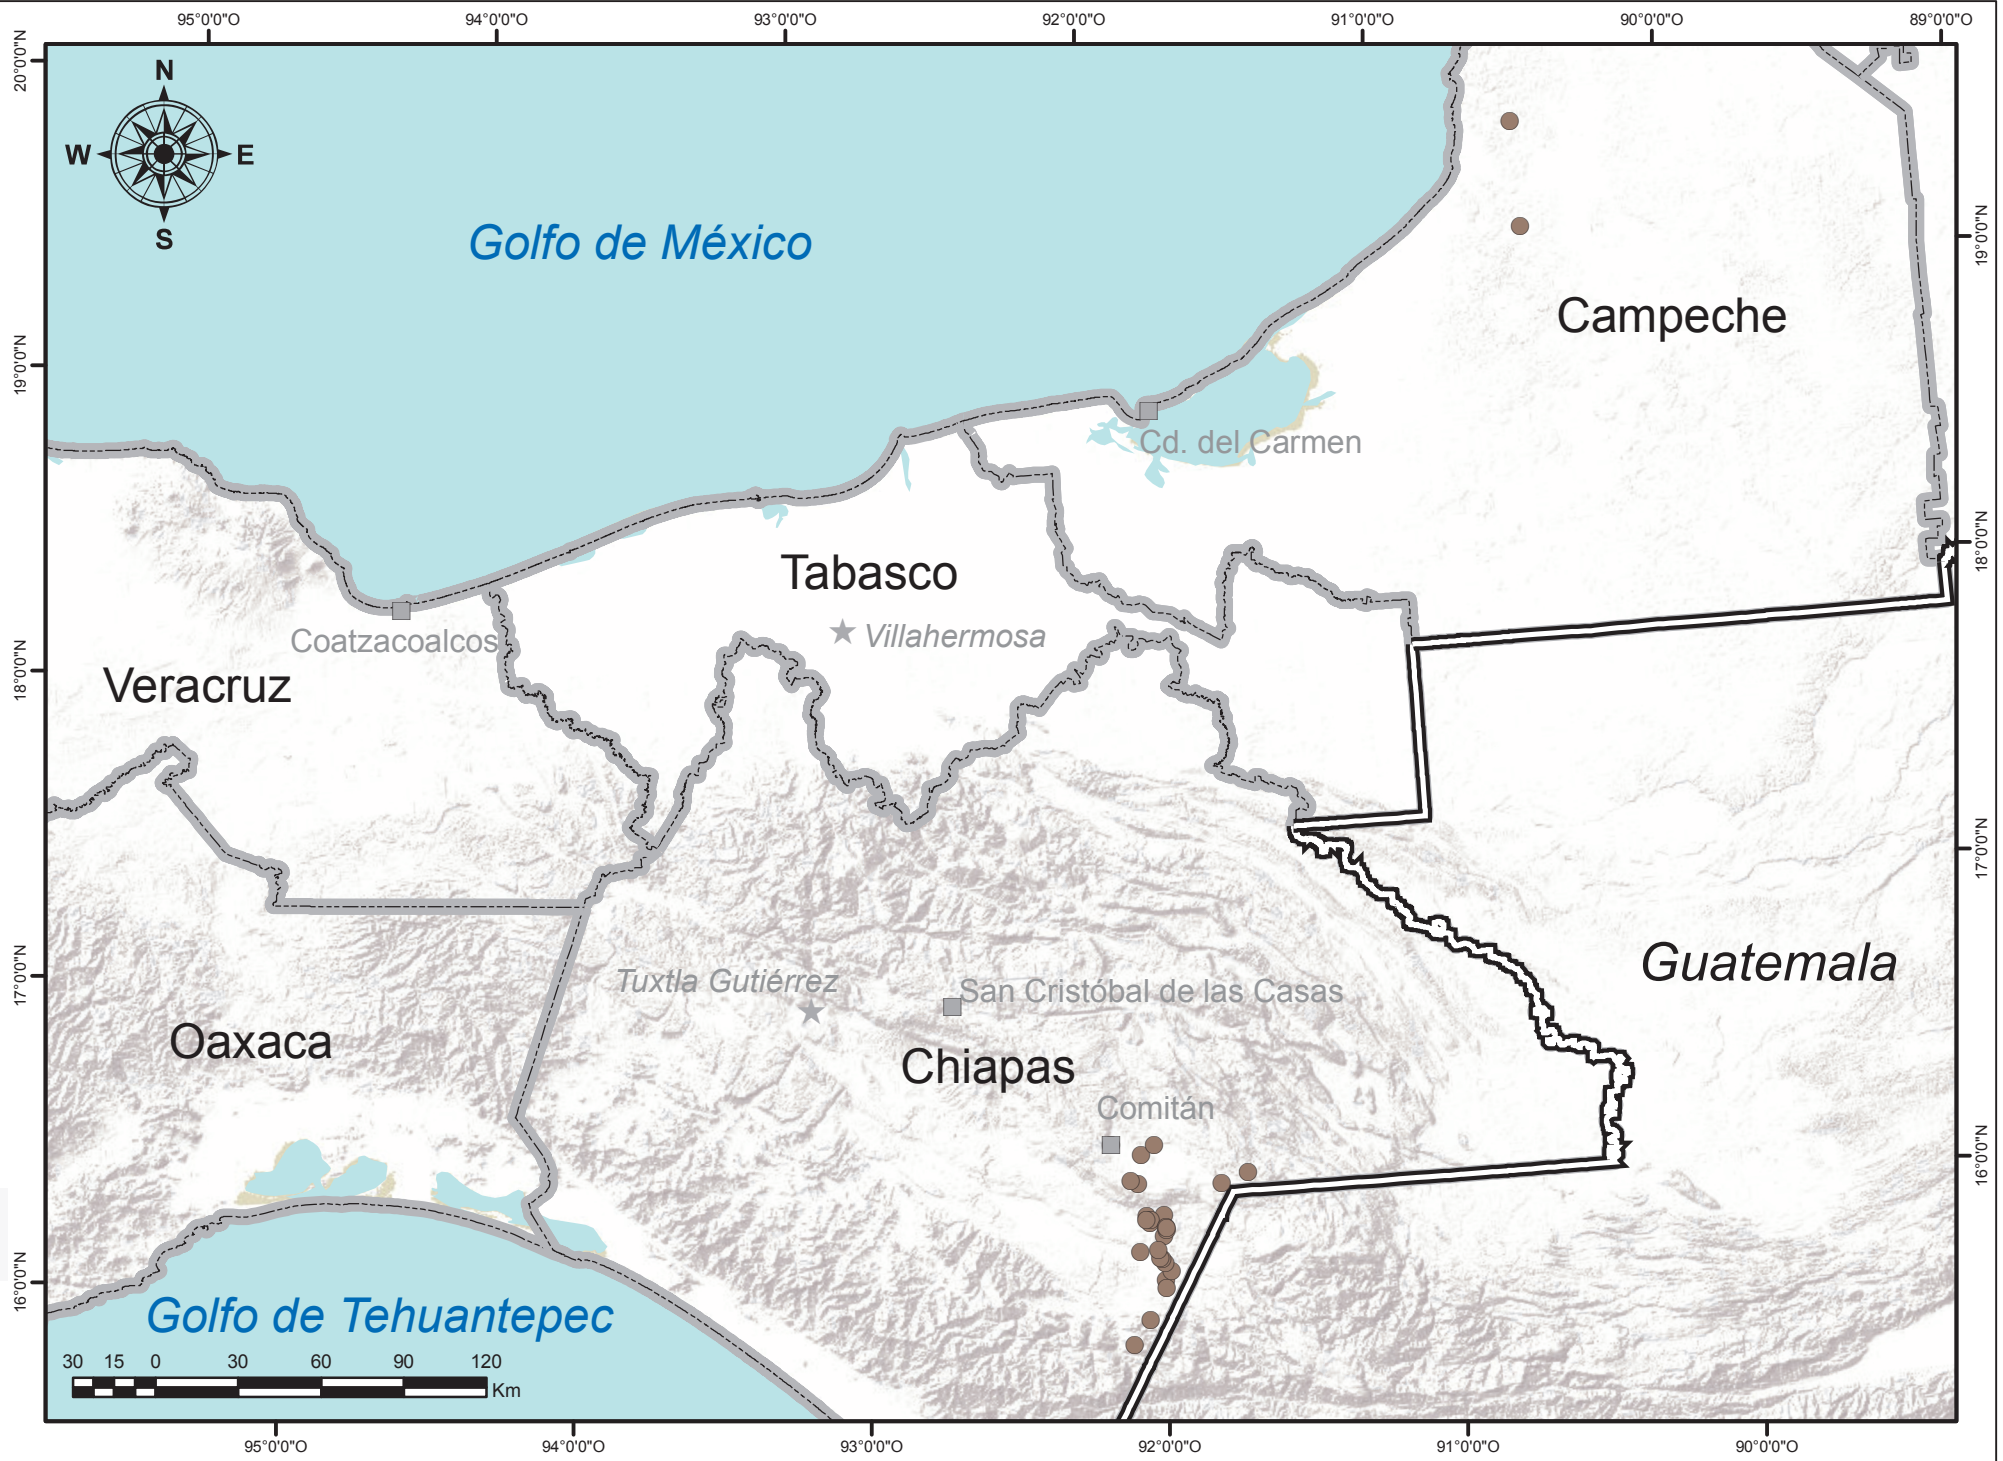 95°0'0"O 94°0'0"O 93°0'0"O 92°0'0"O 91°0'0"O 90°0'0"O 89°0'0"O
20°0'0"N
N
W E
S
19°0'0"N
Golfo de México
Campeche
19°0'0"N
Cd. del Carmen
18°0'0"N
Tabasco
Villahermosa
Coatzacoalcos
18°0'0"N
Veracruz
17°0'0"N
Guatemala
17°0'0"N
Tuxtla Gutiérrez
San Cristóbal de las Casas
Oaxaca
Chiapas
Comitán
16°0'0"N
16°0'0"N
Golfo de Tehuantepec
30 15 0 30 60 90 120
Km
95°0'0"O 94°0'0"O 93°0'0"O 92°0'0"O 91°0'0"O 90°0'0"O